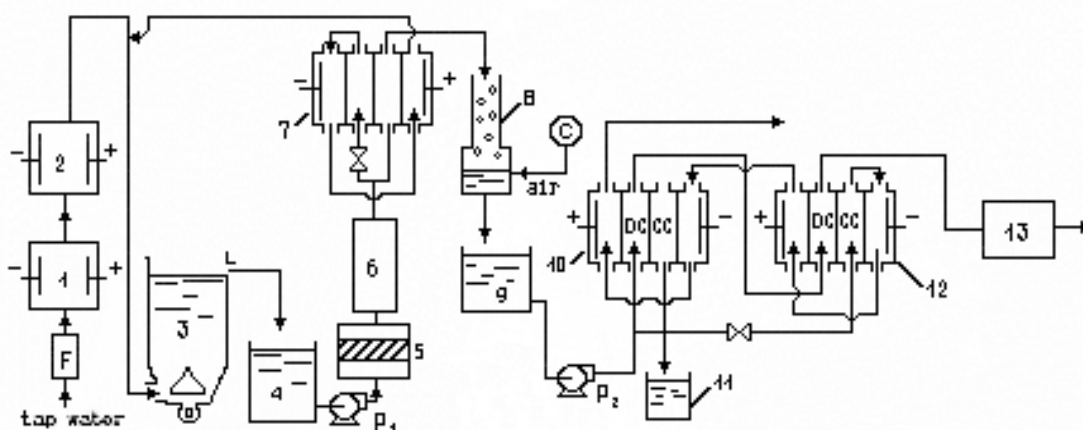 7
- +
8
C
air
- 2 +
- 1 +
F
tap water
3
L
4
5
6
P₁
9
P₂
10
+ DC CC -
11
+ DC CC -
12
13